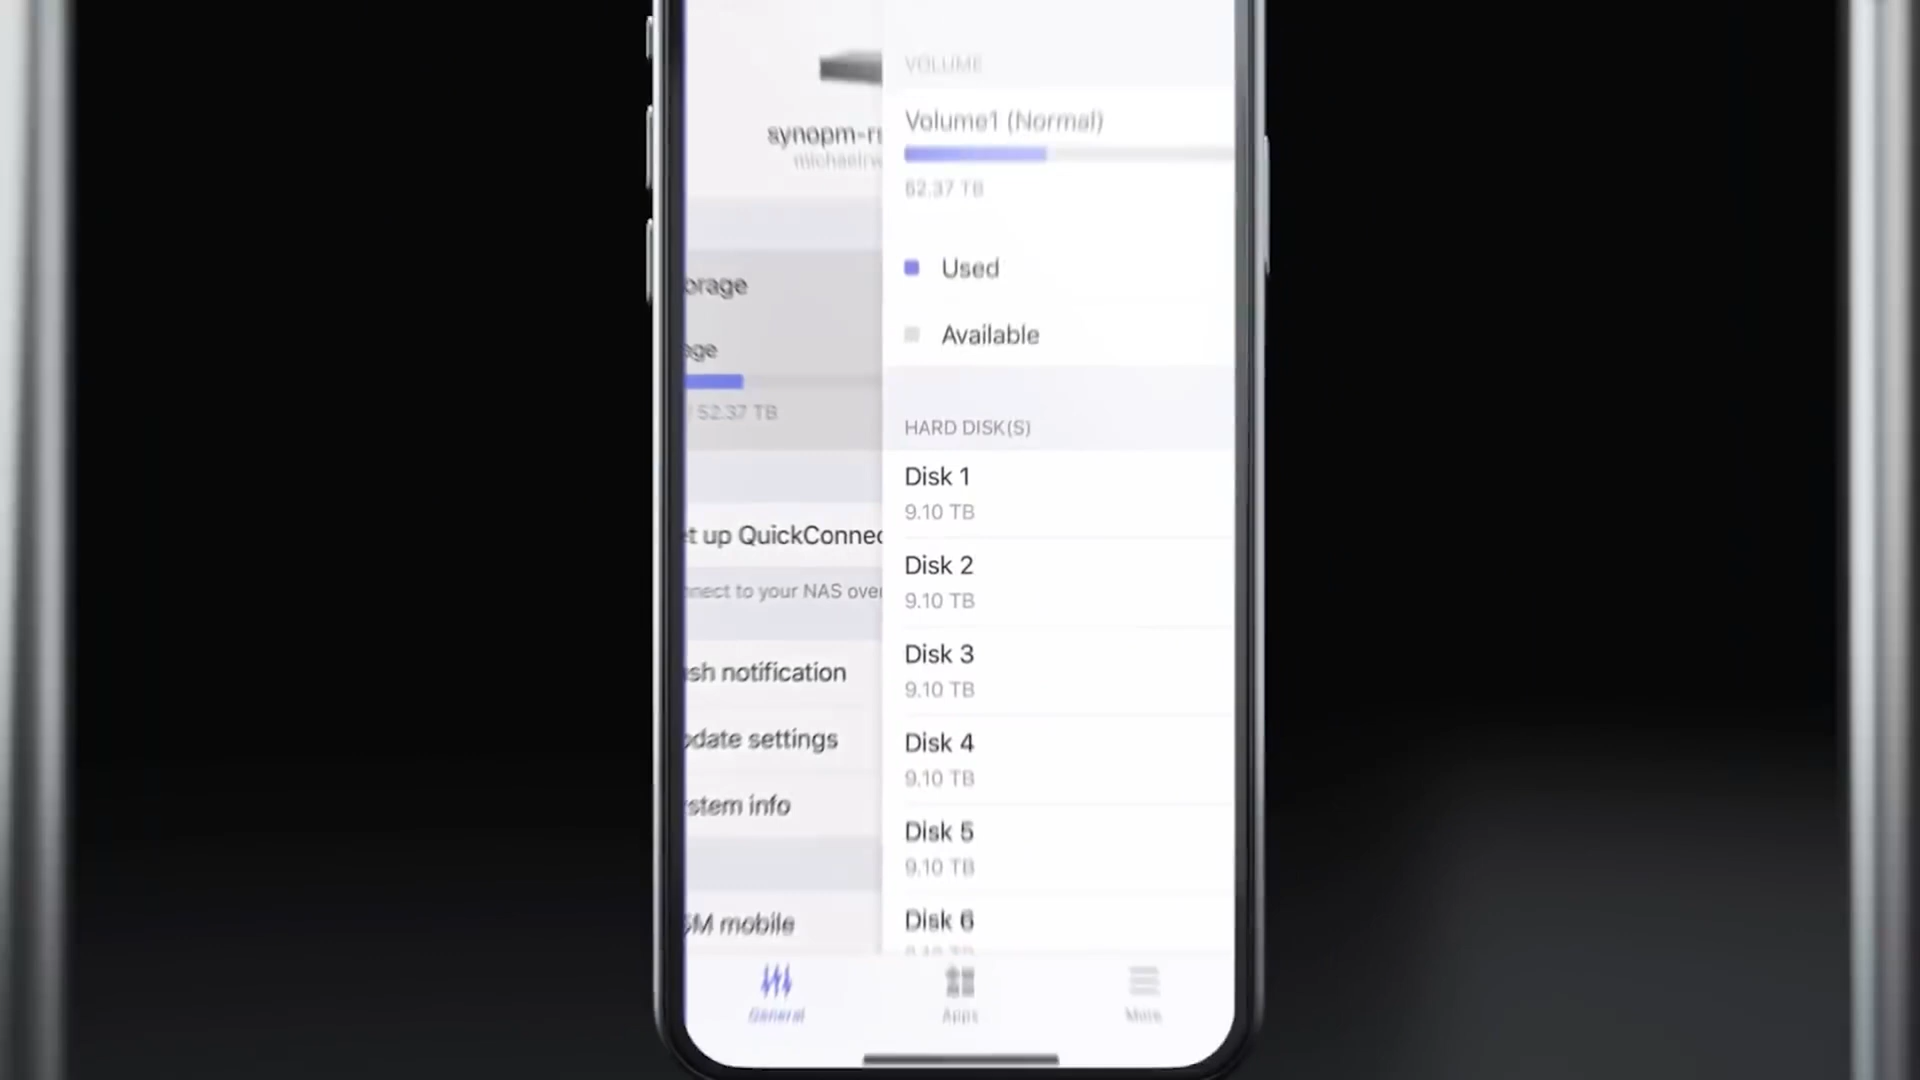 synopm-r
orage
age
52.37 TB
t up QuickConnec
nnect to your NAS over
sh notification
date settings
stem info
M mobile
VOLUME
Volume1 (Normal)
52.37 TB
Used
Available
HARD DISK(S)
Disk 1
9.10 TB
Disk 2
9.10 TB
Disk 3
9.10 TB
Disk 4
9.10 TB
Disk 5
9.10 TB
Disk 6
General
Apps
More